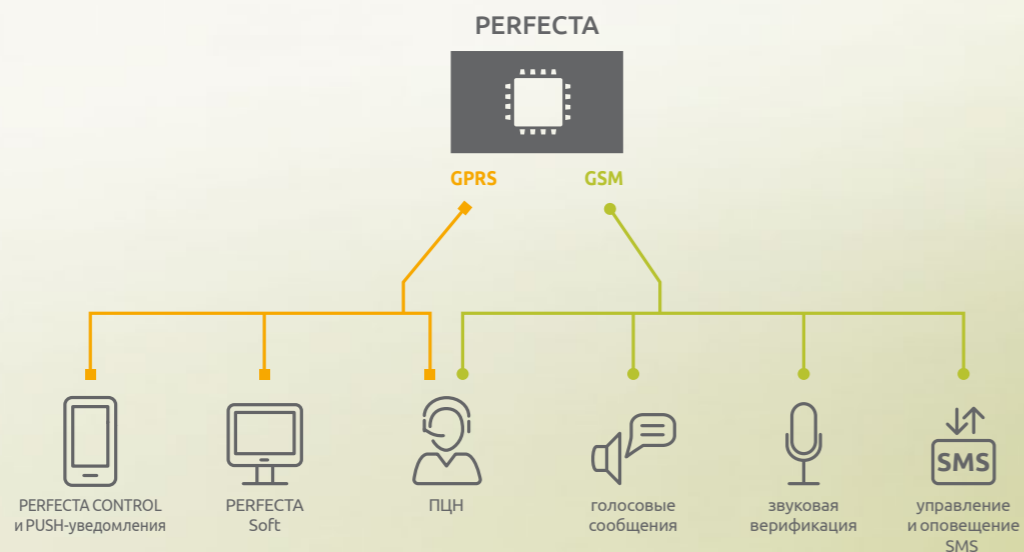 PERFECTA
GPRS
GSM
PERFECTA CONTROL
и PUSH-уведомления
PERFECTA
Soft
ПЦН
голосовые
сообщения
звуковая
верификация
SMS
управление
и оповещение
SMS